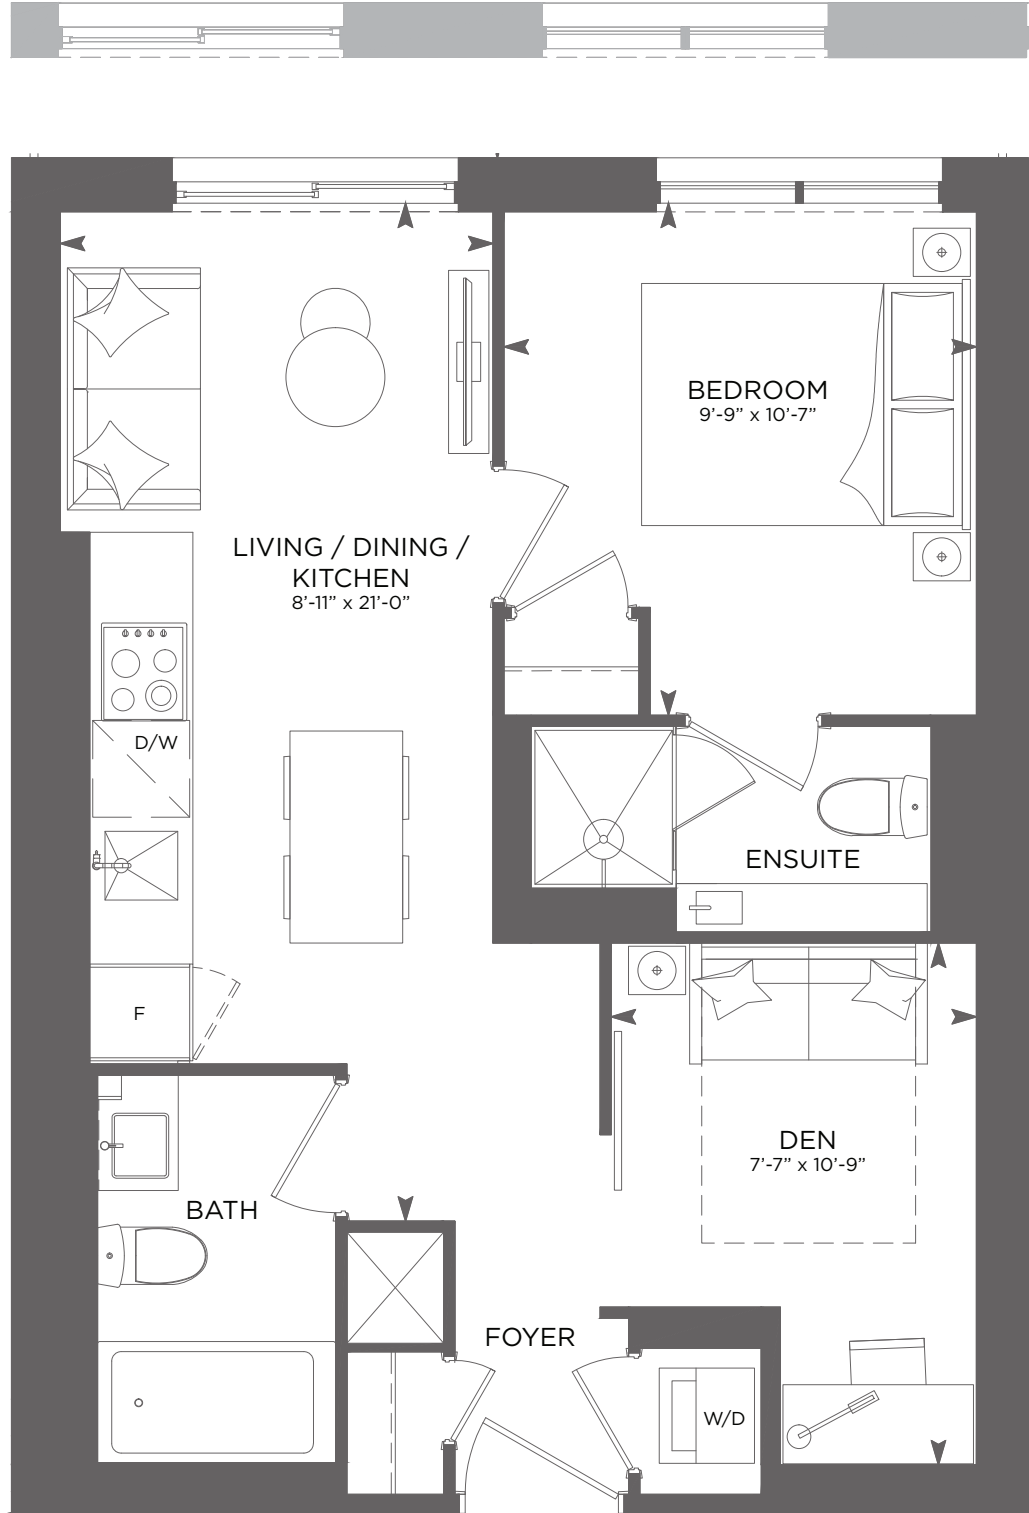 BEDROOM
9’-9” x 10’-7”
LIVING / DINING /
KITCHEN
8’-11” x 21’-0”
D/W
ENSUITE
F
DEN
7’-7” x 10’-9”
BATH
FOYER
W/D